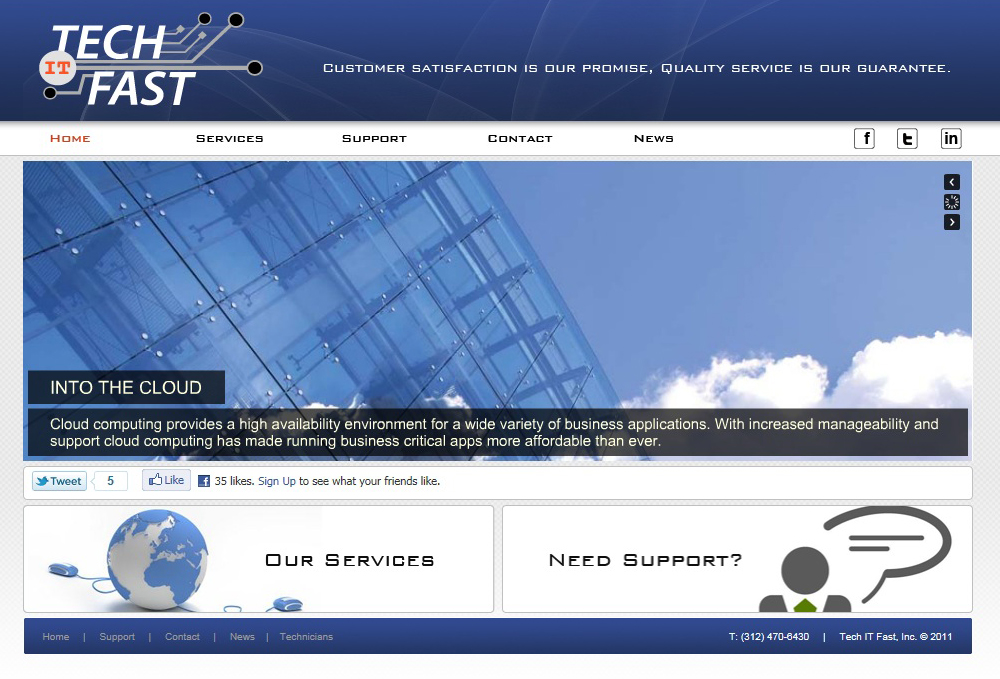 TECH
IT
FAST
Customer satisfaction is our promise, Quality service is our guarantee.
Home Services Support Contact News f t in
INTO THE CLOUD
Cloud computing provides a high availability environment for a wide variety of business applications. With increased manageability and
support cloud computing has made running business critical apps more affordable than ever.
Tweet 5 Like f 35 likes. Sign Up to see what your friends like.
Our Services Need Support?
Home | Support | Contact | News | Technicians T: (312) 470-6430 | Tech IT Fast, Inc. © 2011